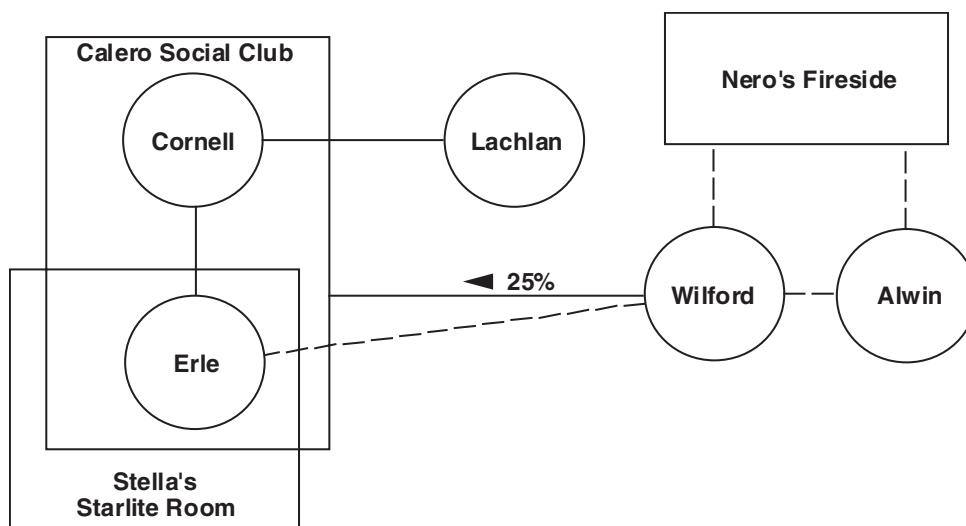 Calero Social Club
Nero's Fireside
Cornell
Lachlan
25%
Wilford
Alwin
Erle
Stella's
Starlite Room